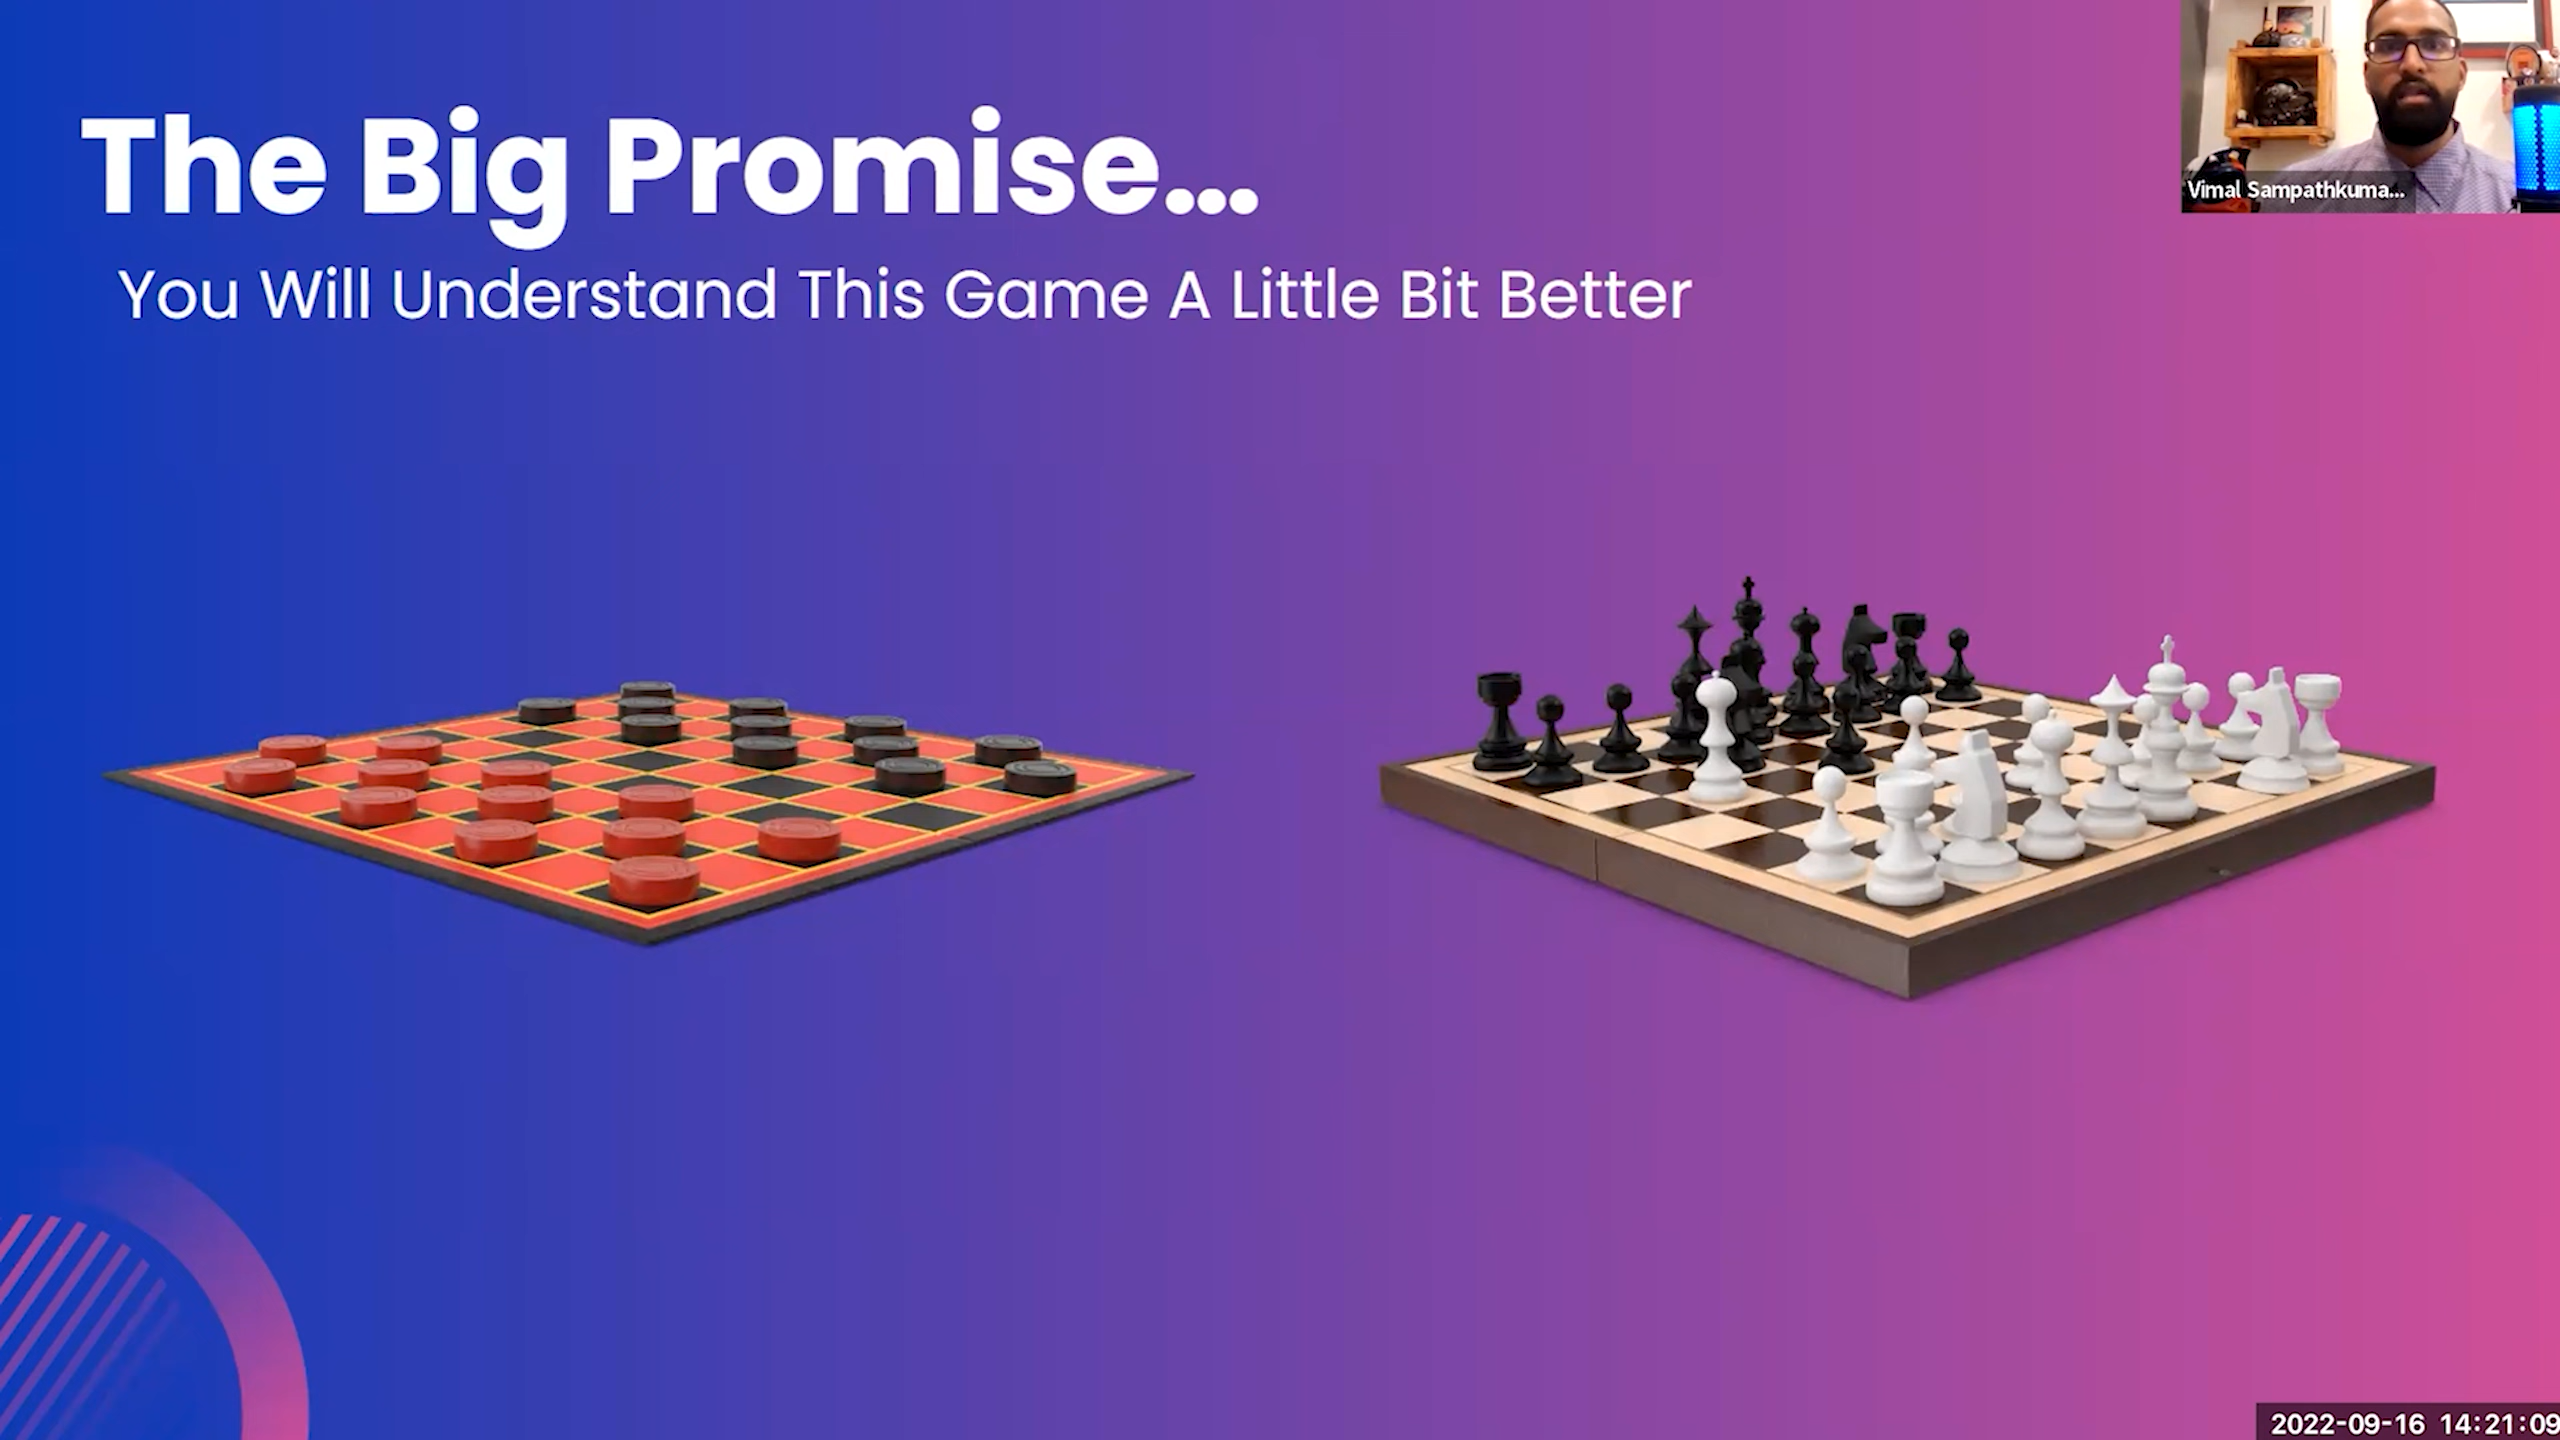 The Big Promise...
You Will Understand This Game A Little Bit Better
Vimal Sampathkuma...
2022-09-16 14:21:09